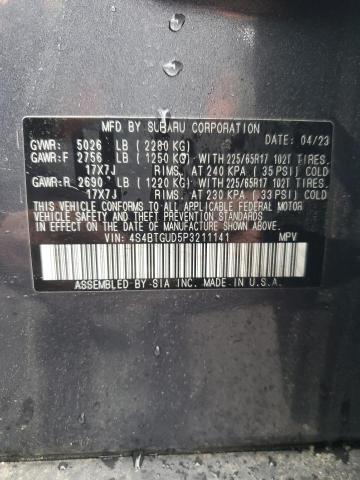 MFD BY SUBARU CORPORATION DATE: 04/23
GVWR: 5026 LB ( 2280 KG)
GAWR:F 2756 LB ( 1250 KG) WITH 225/65R17 102T TIRES.
17X7J RIMS, AT 240 KPA ( 35 PSI) COLD
GAWR:R 2690 LB ( 1220 KG) WITH 225/65R17 102T TIRES.
17X7J RIMS, AT 230 KPA ( 33 PSI) COLD
THIS VEHICLE CONFORMS TO ALL APPLICABLE FEDERAL MOTOR
VEHICLE SAFETY, BUMPER, AND THEFT PREVENTION STANDARDS
IN EFFECT ON THE DATE OF MANUFACTURE SHOWN ABOVE.
VIN: 4S4BTGUD5P3211141 MPV
ASSEMBLED BY SIA INC. IN U.S.A.